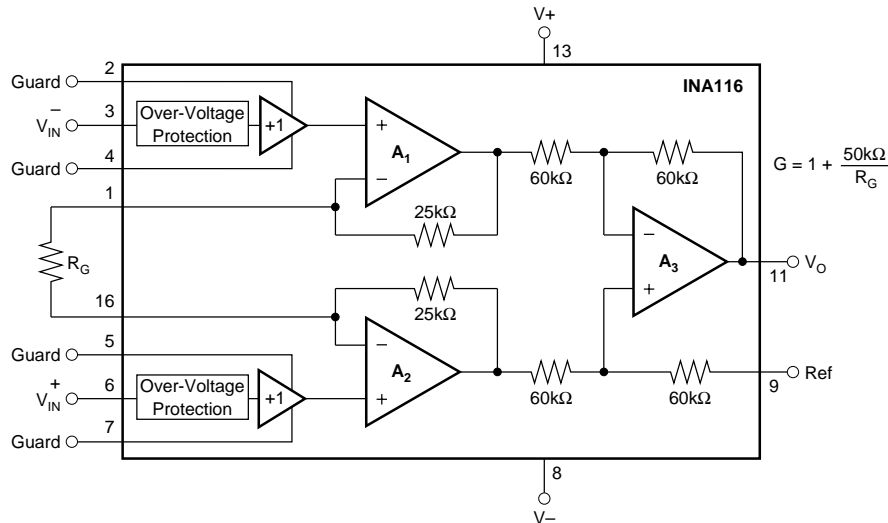 V+
13
INA116
Guard
2
Over-Voltage
Protection
V–IN
3
+1
Guard
4
+
A1
–
60kΩ
60kΩ
G = 1 + 50kΩ
RG
1
25kΩ
RG
–
A3
+
11
VO
16
25kΩ
Guard
5
–
A2
+
60kΩ
60kΩ
9
Ref
V+IN
6
Over-Voltage
Protection
+1
Guard
7
8
V–